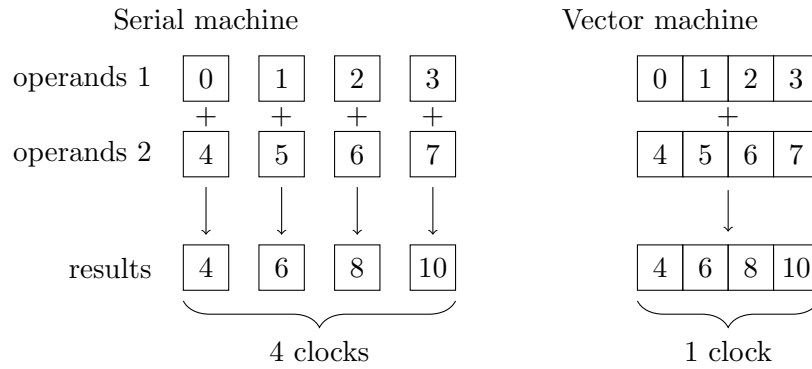 Serial machine Vector machine
operands 1 0 1 2 3 0 1 2 3
+ + + + +
operands 2 4 5 6 7 4 5 6 7
results 4 6 8 10 4 6 8 10
4 clocks 1 clock